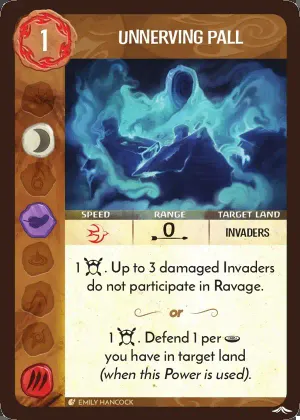 1
UNNERVING PALL
SPEED
RANGE
TARGET LAND
0
INVADERS
1 . Up to 3 damaged Invaders
do not participate in Ravage.
or
1 . Defend 1 per
you have in target land
(when this Power is used).
EMILY HANCOCK